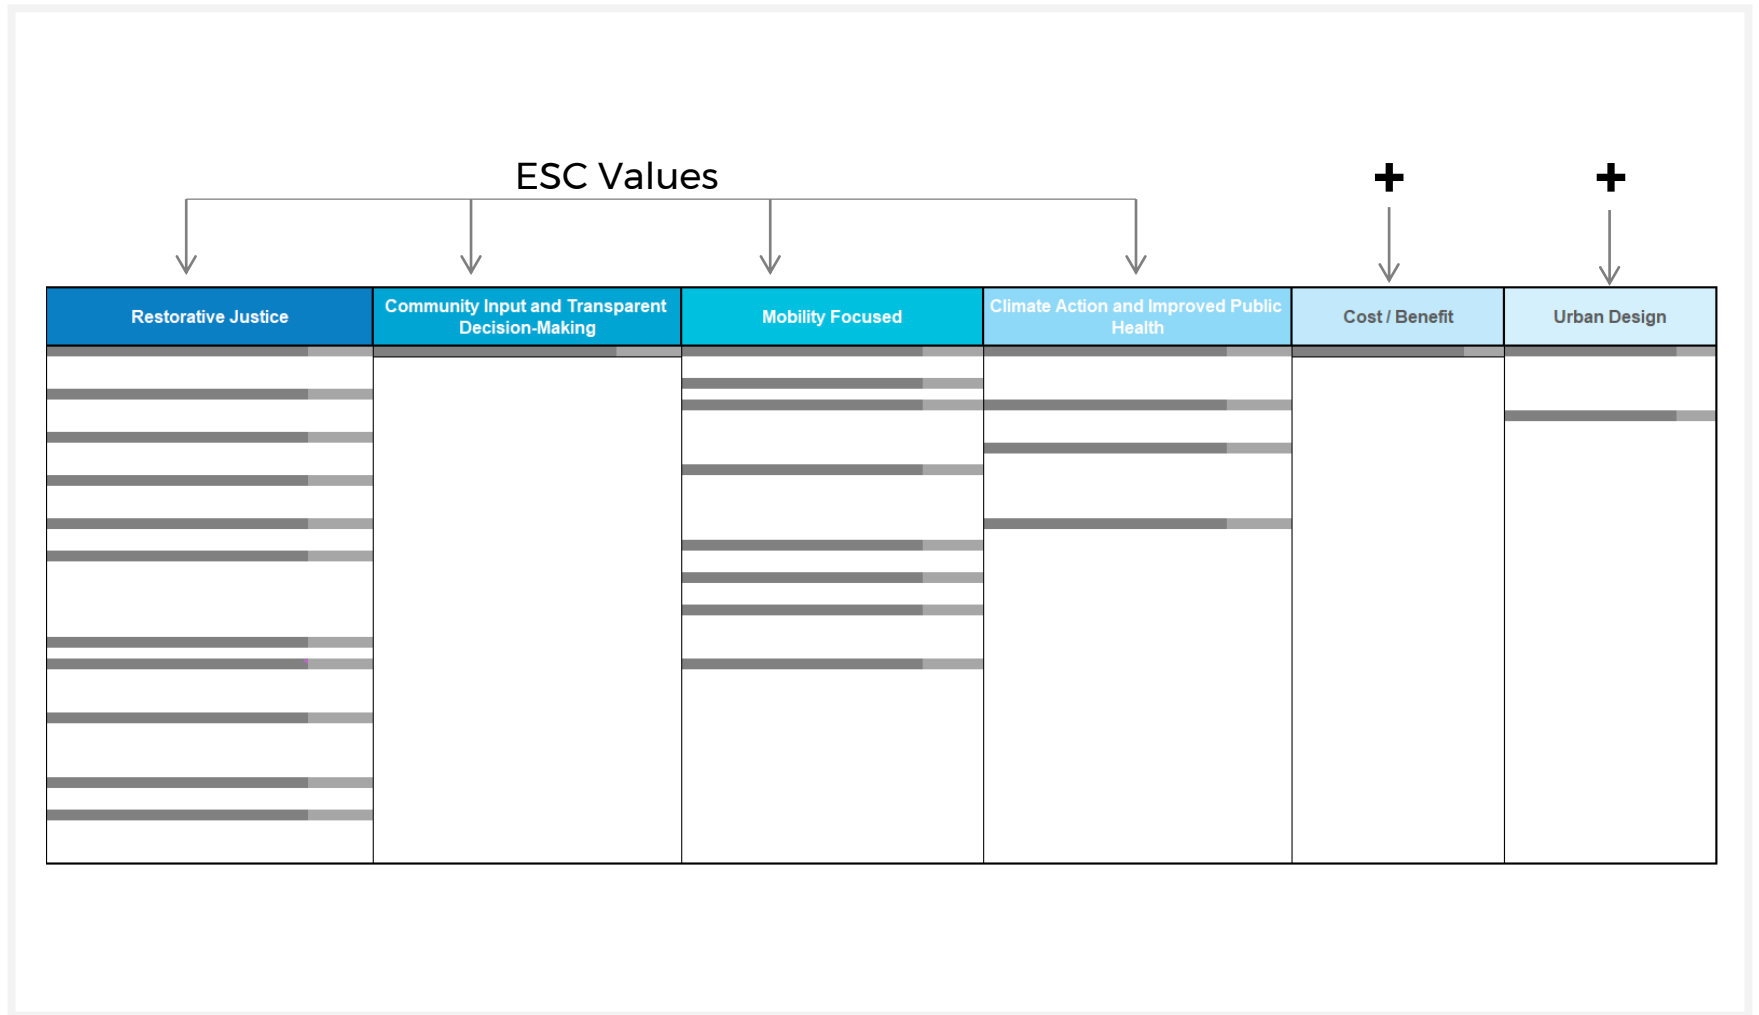 ESC Values
+
+
Restorative Justice
Community Input and Transparent
Decision-Making
Mobility Focused
Climate Action and Improved Public
Health
Cost / Benefit
Urban Design